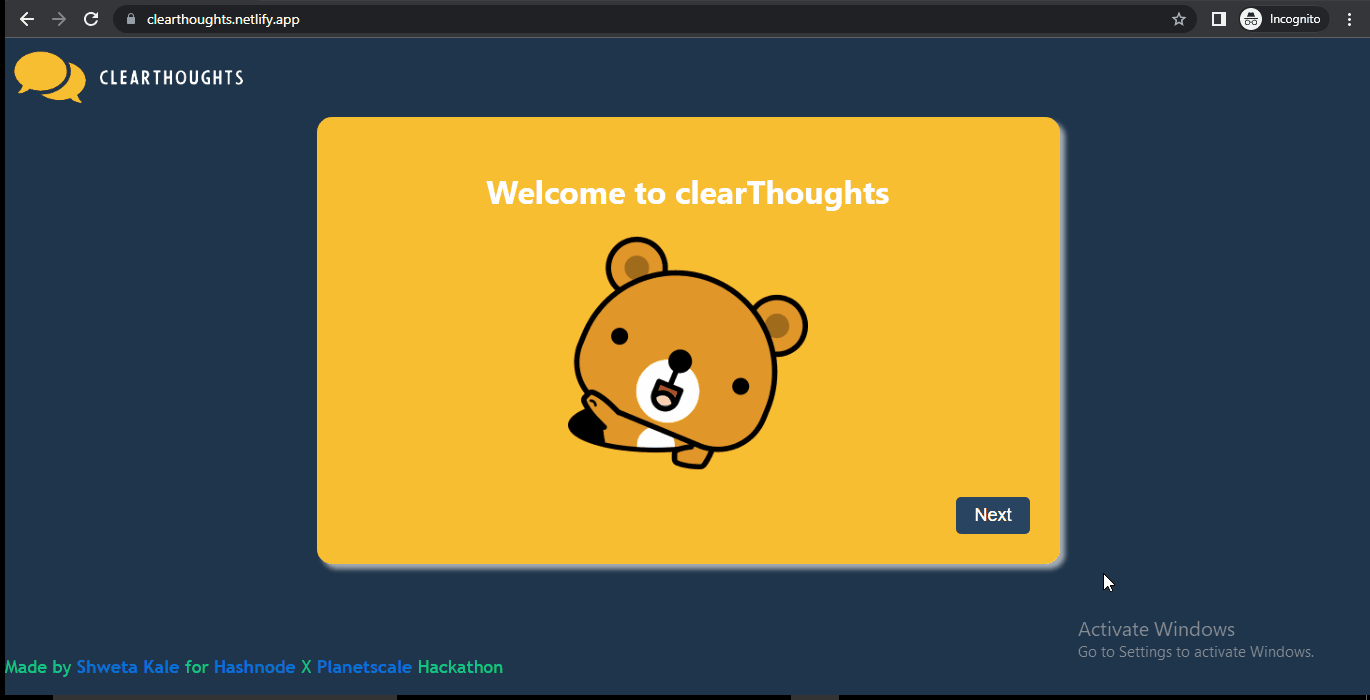 clearthoughts.netlify.app
Incognito
CLEARTHOUGHTS
Welcome to clearThoughts
Next
Activate Windows
Go to Settings to activate Windows.
Made by Shweta Kale for Hashnode X Planetscale Hackathon